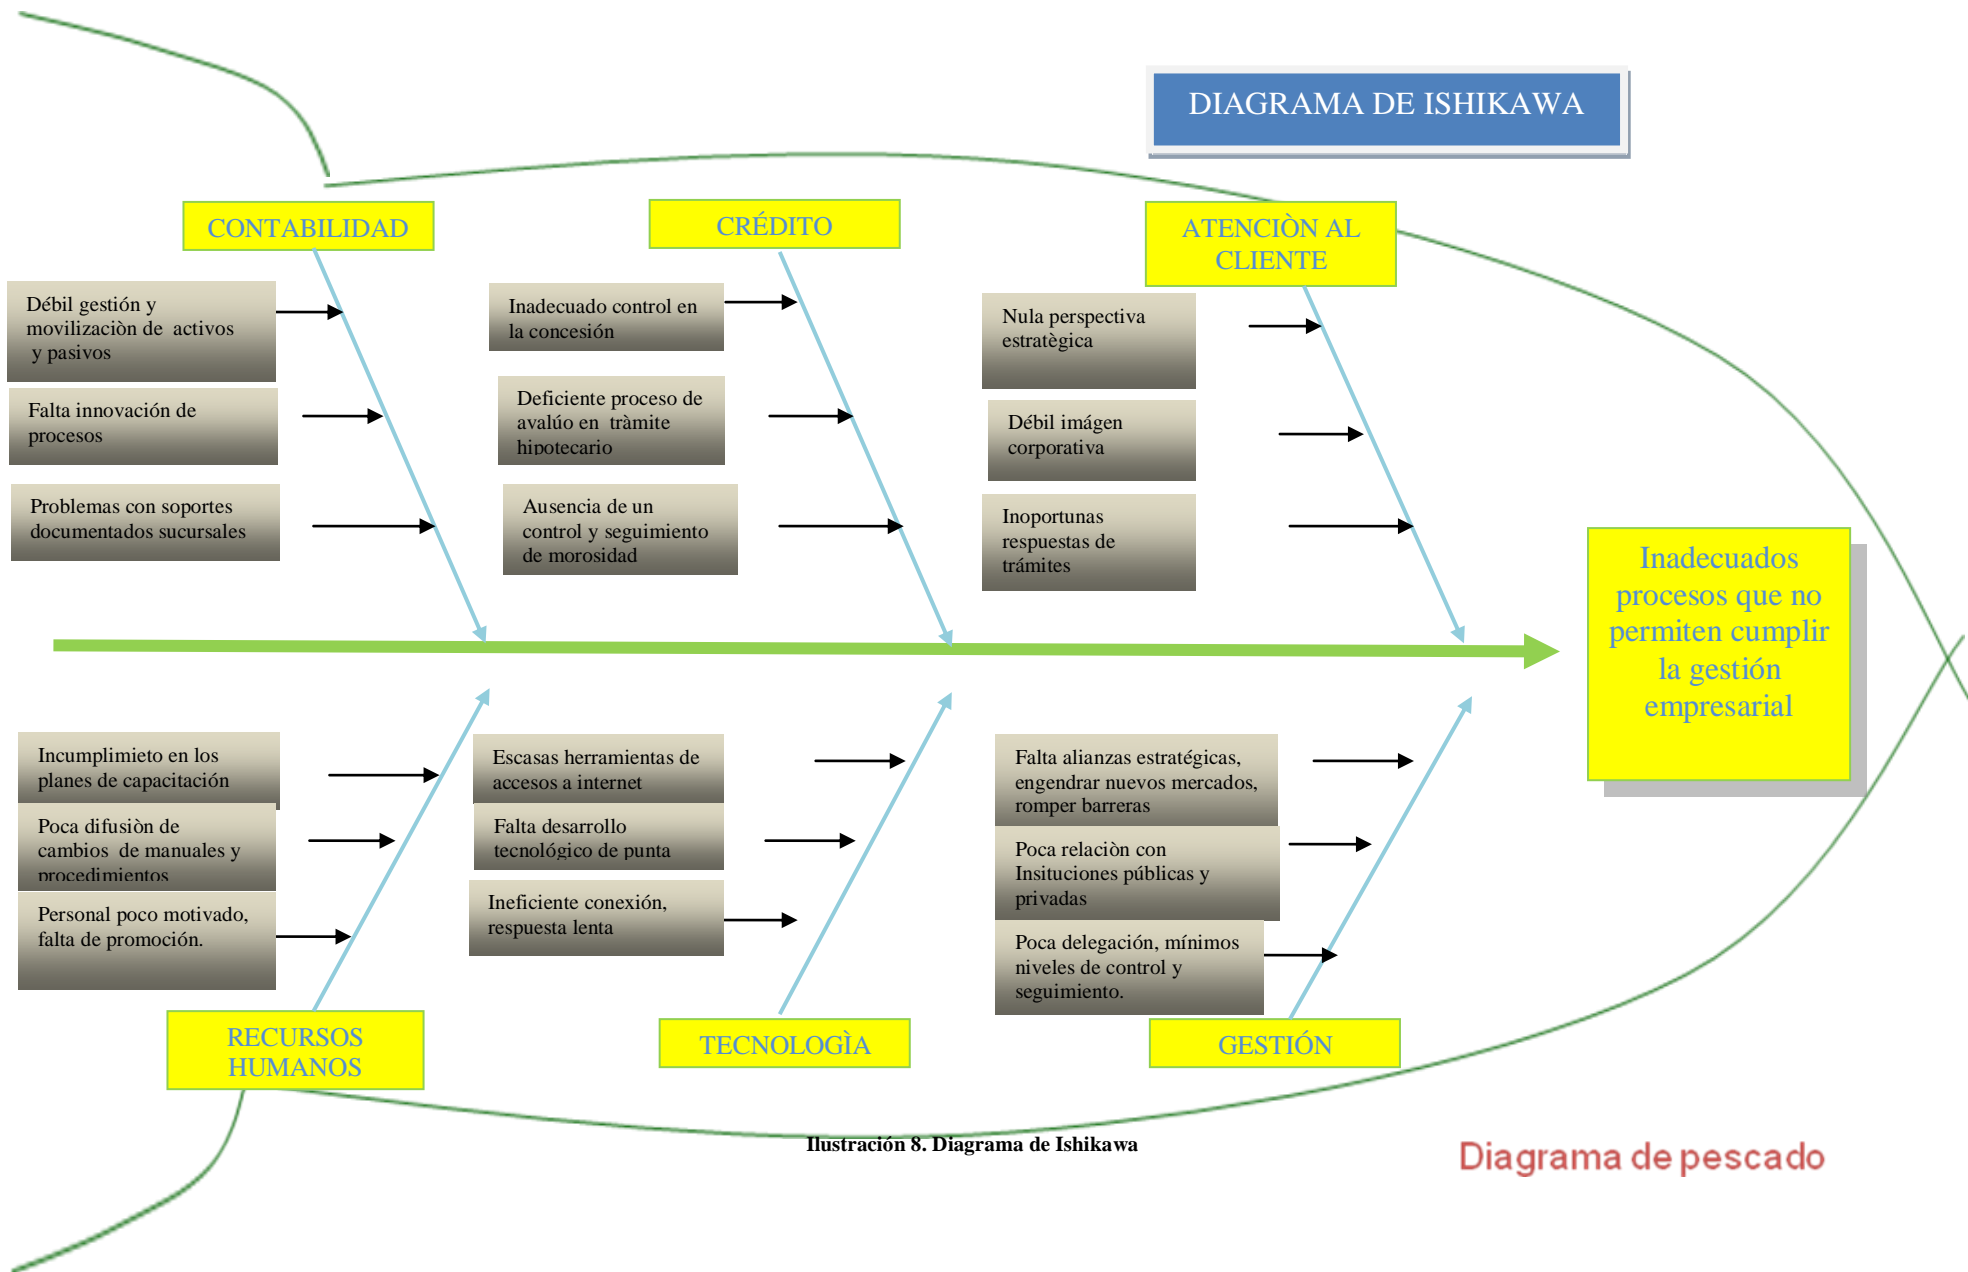 DIAGRAMA DE ISHIKAWA
CONTABILIDAD
CRÉDITO
ATENCIÒN AL
CLIENTE
Débil gestión y
movilizaciòn de activos
y pasivos
Falta innovación de
procesos
Problemas con soportes
documentados sucursales
Inadecuado control en
la concesión
Deficiente proceso de
avalúo en tràmite
hipotecario
Ausencia de un
control y seguimiento
de morosidad
Nula perspectiva
estratègica
Débil imágen
corporativa
Inoportunas
respuestas de
trámites
Inadecuados
procesos que no
permiten cumplir
la gestión
empresarial
Incumplimieto en los
planes de capacitación
Poca difusiòn de
cambios de manuales y
procedimientos
Personal poco motivado,
falta de promoción.
Escasas herramientas de
accesos a internet
Falta desarrollo
tecnológico de punta
Ineficiente conexión,
respuesta lenta
Falta alianzas estratégicas,
engendrar nuevos mercados,
romper barreras
Poca relaciòn con
Insituciones públicas y
privadas
Poca delegación, mínimos
niveles de control y
seguimiento.
RECURSOS
HUMANOS
TECNOLOGÌA
GESTIÓN
Ilustración 8. Diagrama de Ishikawa
Diagrama de pescado